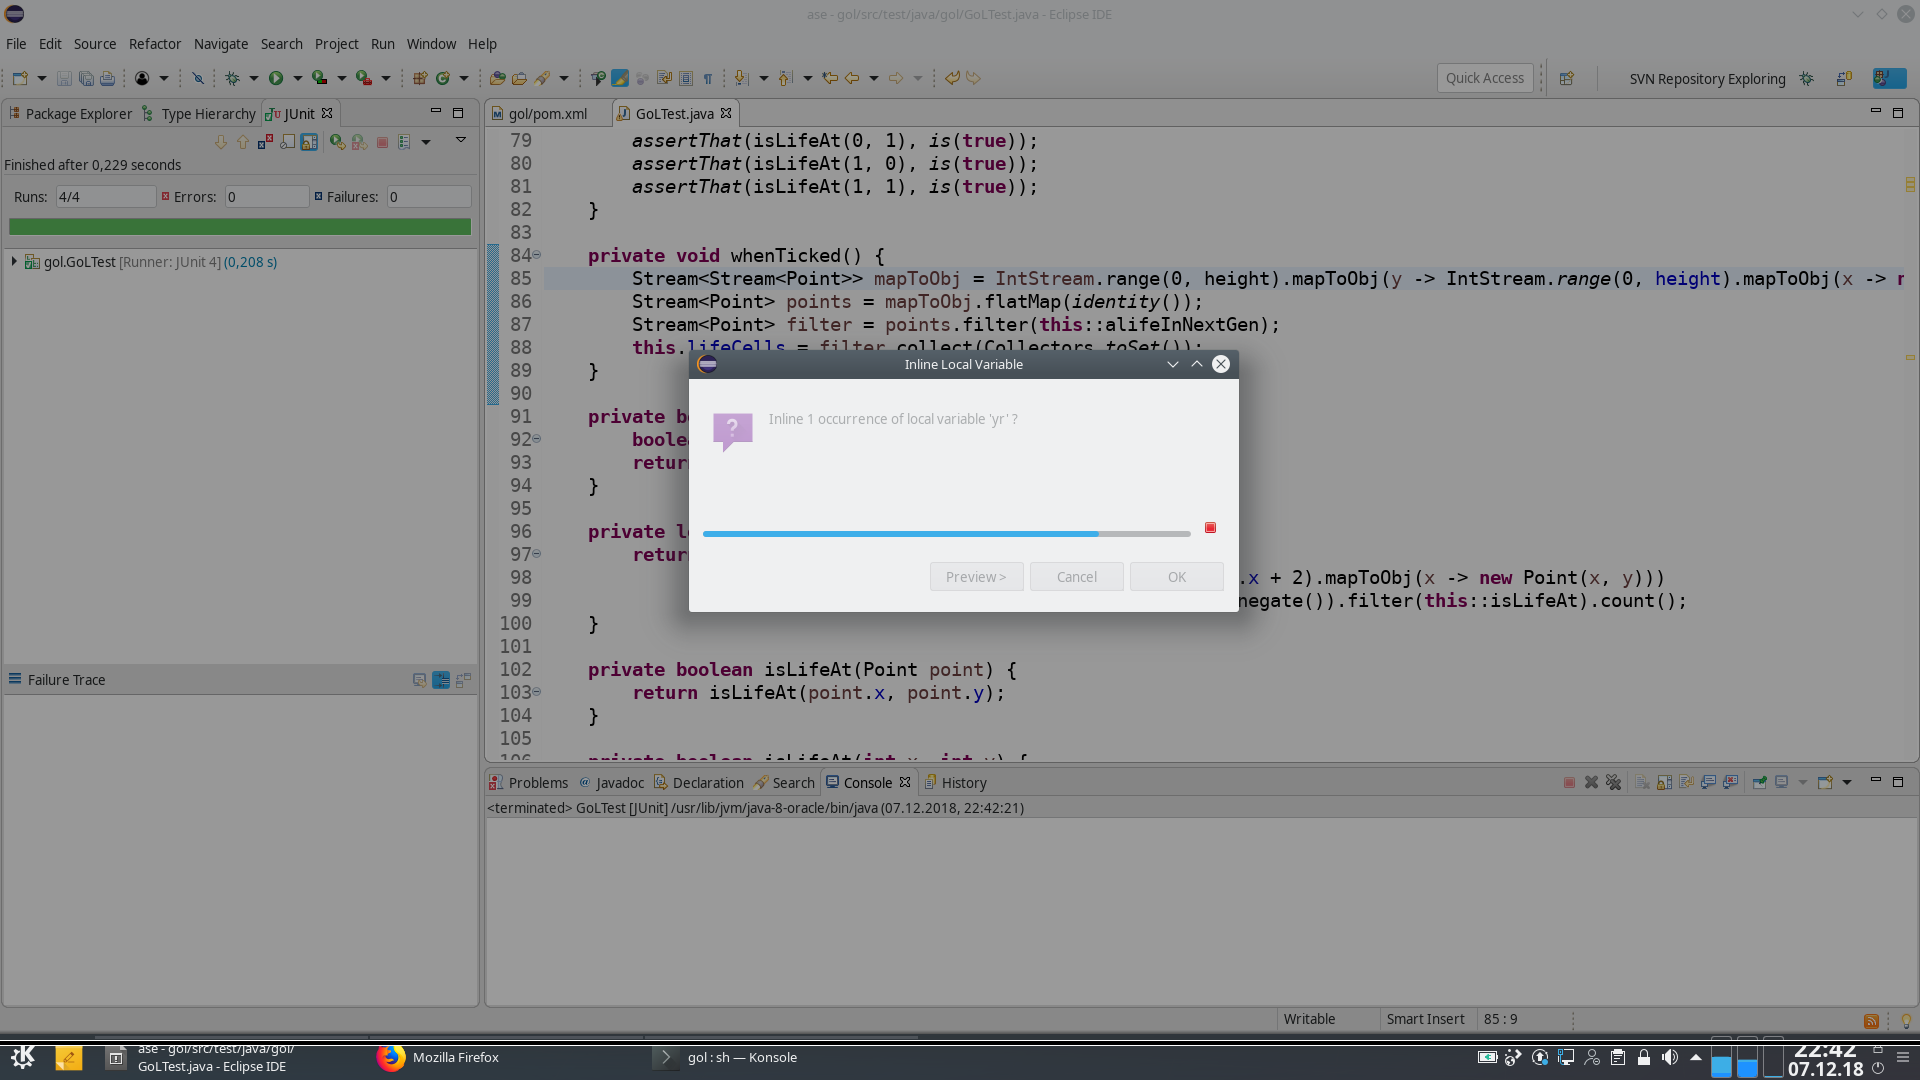 ase - gol/src/test/java/gol/GoLTest.java - Eclipse IDE
File Edit Source Refactor Navigate Search Project Run Window Help
Quick Access
SVN Repository Exploring
Package Explorer Type Hierarchy JUnit
Finished after 0,229 seconds
Runs: 4/4 Errors: 0 Failures: 0
gol.GoLTest [Runner: JUnit 4] (0,208 s)
Failure Trace
gol/pom.xml GoLTest.java
79 assertThat(isLifeAt(0, 1), is(true));
80 assertThat(isLifeAt(1, 0), is(true));
81 assertThat(isLifeAt(1, 1), is(true));
82 }
83
84 private void whenTicked() {
85 Stream<Stream<Point>> mapToObj = IntStream.range(0, height).mapToObj(y -> IntStream.range(0, height).mapToObj(x -> n
86 Stream<Point> points = mapToObj.flatMap(identity());
87 Stream<Point> filter = points.filter(this::alifeInNextGen);
88 this.lifeCells = filter.collect(Collectors.toSet());
89 }
90
91 private b
92 boole
93 retur
94 }
95
96 private l
97 retur
98 .x + 2).mapToObj(x -> new Point(x, y)))
99 negate()).filter(this::isLifeAt).count();
100 }
101
102 private boolean isLifeAt(Point point) {
103 return isLifeAt(point.x, point.y);
104 }
105
106 private boolean isLifeAt(int x, int y) {
Inline Local Variable
Inline 1 occurrence of local variable 'yr' ?
Preview > Cancel OK
Problems Javadoc Declaration Search Console History
<terminated> GoLTest [JUnit] /usr/lib/jvm/java-8-oracle/bin/java (07.12.2018, 22:42:21)
Writable Smart Insert 85 : 9
ase - gol/src/test/java/gol/
GoLTest.java - Eclipse IDE
Mozilla Firefox
gol : sh — Konsole
22:42
07.12.18